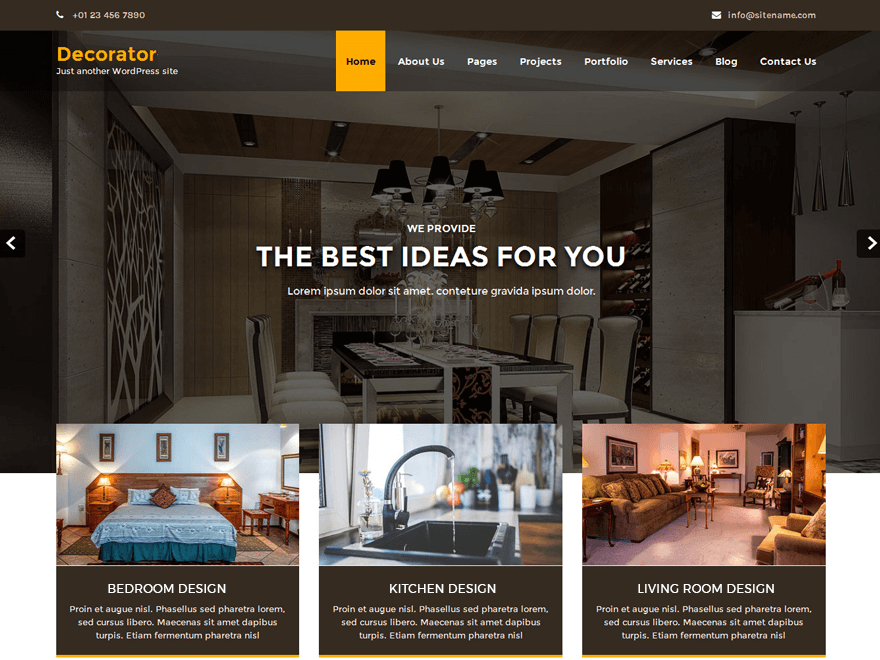 +01 23 456 7890
info@sitename.com
Decorator
Just another WordPress site
Home
About Us
Pages
Projects
Portfolio
Services
Blog
Contact Us
WE PROVIDE
THE BEST IDEAS FOR YOU
Lorem ipsum dolor sit amet. conteture gravida ipsum dolor.
BEDROOM DESIGN
Proin et augue nisl. Phasellus sed pharetra lorem,
sed cursus libero. Maecenas sit amet dapibus
turpis. Etiam fermentum pharetra nisl
KITCHEN DESIGN
Proin et augue nisl. Phasellus sed pharetra lorem,
sed cursus libero. Maecenas sit amet dapibus
turpis. Etiam fermentum pharetra nisl
LIVING ROOM DESIGN
Proin et augue nisl. Phasellus sed pharetra lorem,
sed cursus libero. Maecenas sit amet dapibus
turpis. Etiam fermentum pharetra nisl